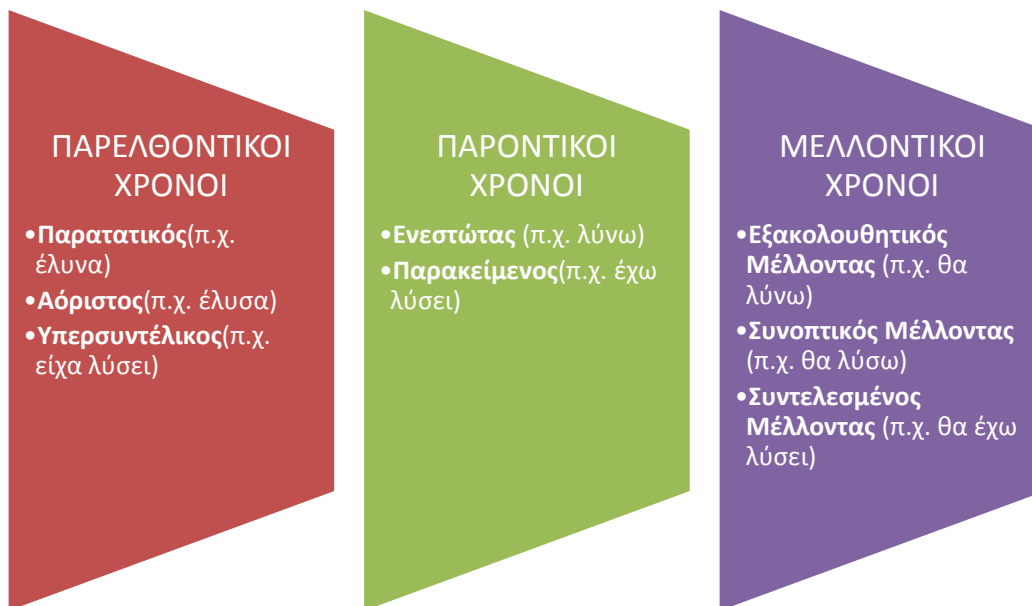 ΠΑΡΕΛΘΟΝΤΙΚΟΙ
ΧΡΟΝΟΙ
•Παρατατικός(π.χ.
έλυνα)
•Αόριστος(π.χ. έλυσα)
•Υπερσυντέλικος(π.χ.
είχα λύσει)
ΠΑΡΟΝΤΙΚΟΙ
ΧΡΟΝΟΙ
•Ενεστώτας (π.χ. λύνω)
•Παρακείμενος(π.χ. έχω
λύσει)
ΜΕΛΛΟΝΤΙΚΟΙ
ΧΡΟΝΟΙ
•Εξακολουθητικός
Μέλλοντας (π.χ. θα
λύνω)
•Συνοπτικός Μέλλοντας
(π.χ. θα λύσω)
•Συντελεσμένος
Μέλλοντας (π.χ. θα έχω
λύσει)